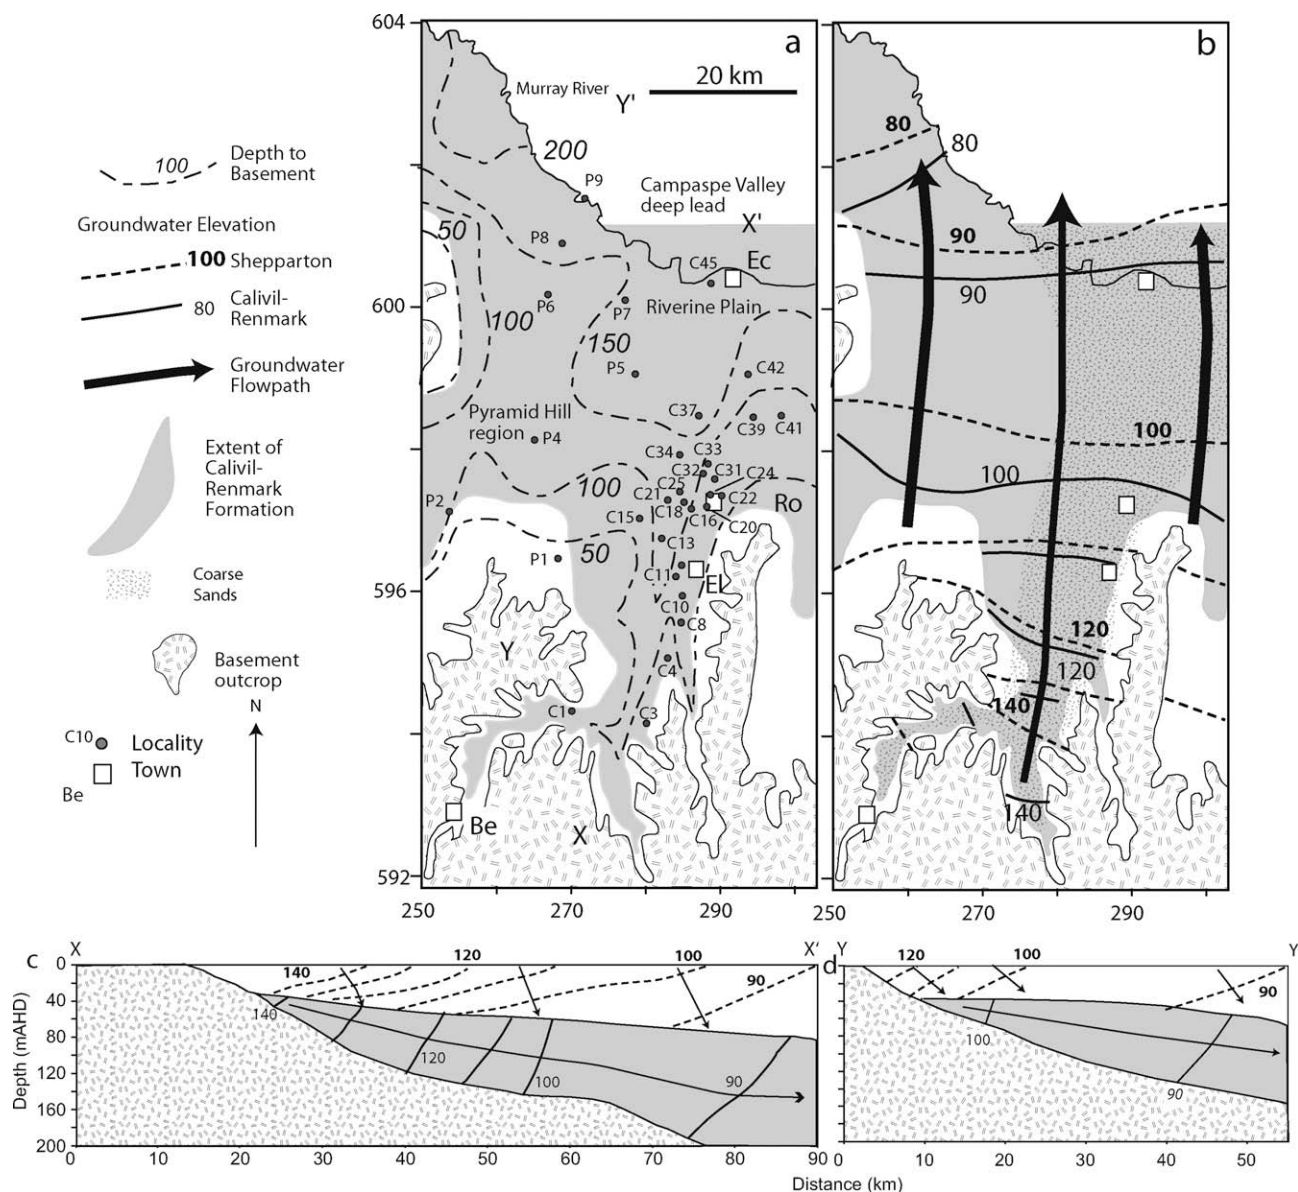 100
Depth to
Basement
Groundwater Elevation
100 Shepparton
80 Calivil-
Renmark
Groundwater
Flowpath
Extent of
Calivil-
Renmark
Formation
Coarse
Sands
Basement
outcrop
N
C10
Locality
Town
Be
604
600
596
592
a
20 km
Murray River
Y'
200
P9
Campaspe Valley
deep lead
X'
50
P8
C45
Ec
100
P6
P7
Riverine Plain
150
P5
C42
Pyramid Hill
region
P4
C37
C39
C41
C34
C33
C32
C31
C24
P2
100
C25
C21
C22
C18
C16
Ro
C15
C20
C13
P1
50
C11
El
C10
C8
Y
C4
C1
C3
Be
X
250
270
290
b
80
80
90
90
100
100
120
120
140
140
250
270
290
c
X
X'
140
120
100
90
140
120
100
90
Depth (mAHD)
0
40
80
120
160
200
0
10
20
30
40
50
60
70
80
90
d
Y
Y
120
100
90
100
90
0
10
20
30
40
50
Distance (km)